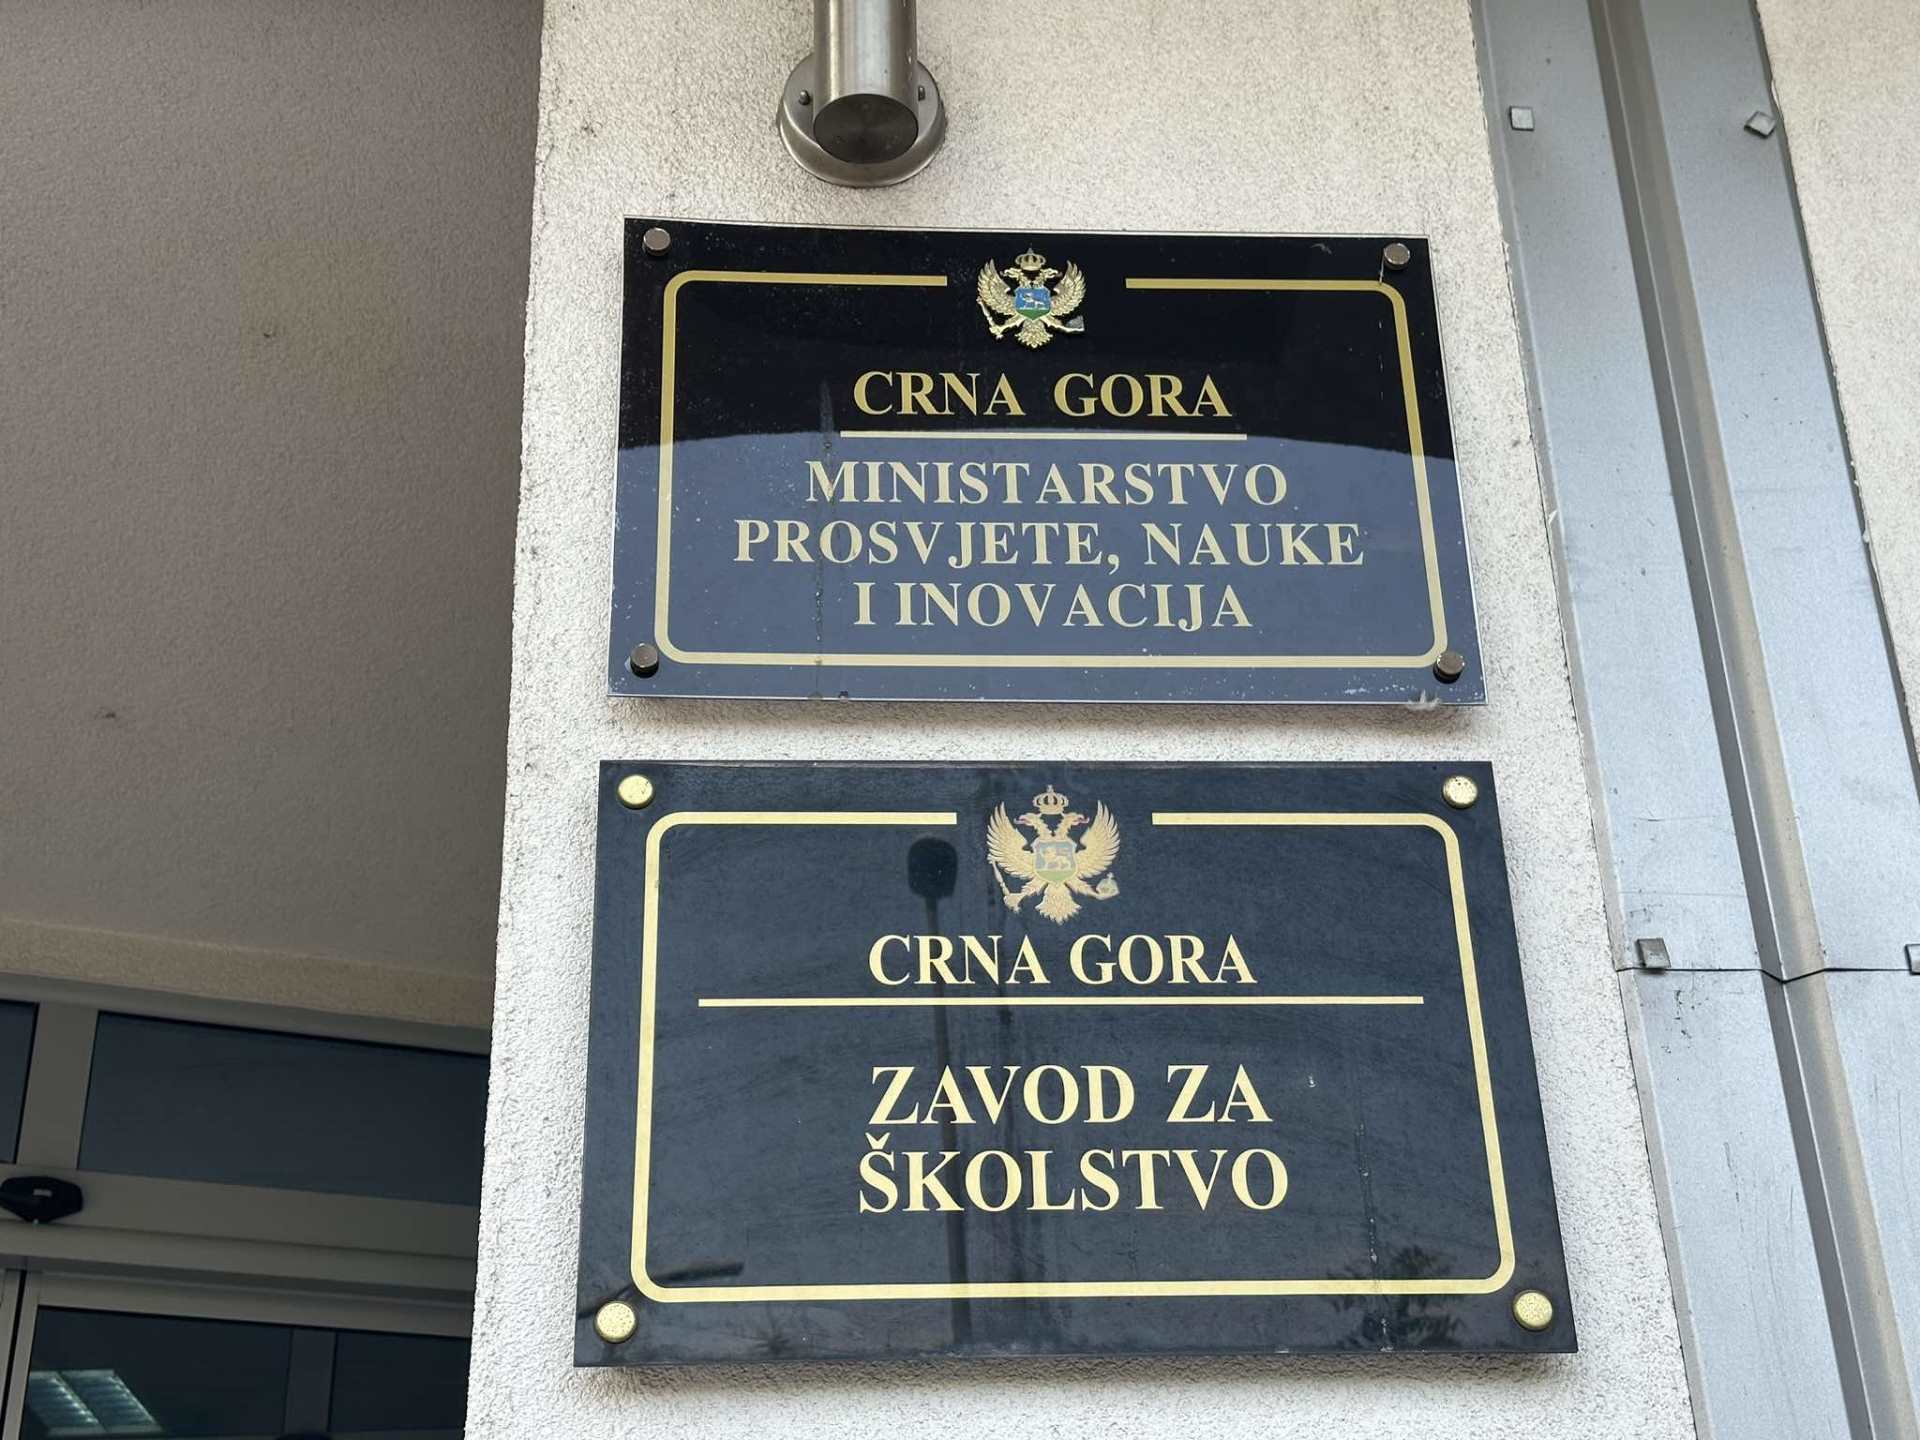 CRNA GORA
MINISTARSTVO
PROSVJETE, NAUKE
I INOVACIJA
CRNA GORA
ZAVOD ZA
ŠKOLSTVO